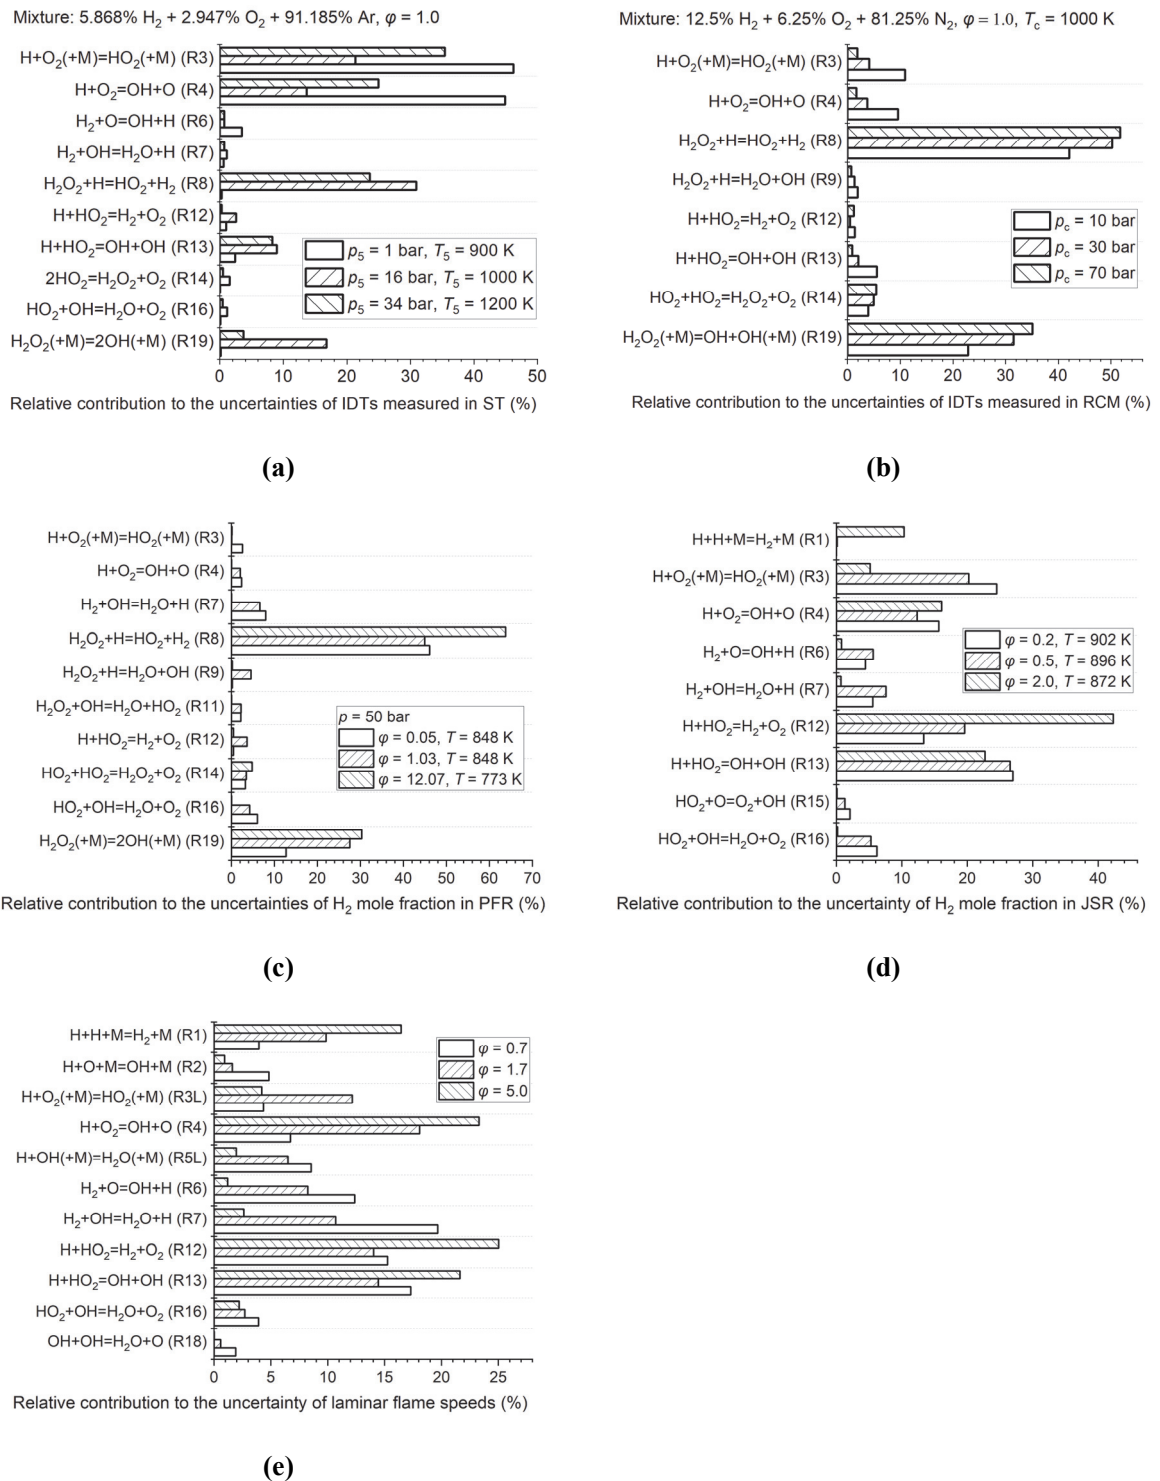 Mixture: 5.868% H₂ + 2.947% O₂ + 91.185% Ar, φ = 1.0
H+O₂(+M)=HO₂(+M) (R3)
H+O₂=OH+O (R4)
H₂+O=OH+H (R6)
H₂+OH=H₂O+H (R7)
H₂O₂+H=HO₂+H₂ (R8)
H+HO₂=H₂+O₂ (R12)
H+HO₂=OH+OH (R13)
2HO₂=H₂O₂+O₂ (R14)
HO₂+OH=H₂O+O₂ (R16)
H₂O₂(+M)=2OH(+M) (R19)
p₅ = 1 bar, T₅ = 900 K
p₅ = 16 bar, T₅ = 1000 K
p₅ = 34 bar, T₅ = 1200 K
0 10 20 30 40 50
Relative contribution to the uncertainties of IDTs measured in ST (%)
(a)
Mixture: 12.5% H₂ + 6.25% O₂ + 81.25% N₂, φ = 1.0, T_c = 1000 K
H+O₂(+M)=HO₂(+M) (R3)
H+O₂=OH+O (R4)
H₂O₂+H=HO₂+H₂ (R8)
H₂O₂+H=H₂O+OH (R9)
H+HO₂=H₂+O₂ (R12)
H+HO₂=OH+OH (R13)
HO₂+HO₂=H₂O₂+O₂ (R14)
H₂O₂(+M)=OH+OH(+M) (R19)
p_c = 10 bar
p_c = 30 bar
p_c = 70 bar
0 10 20 30 40 50
Relative contribution to the uncertainties of IDTs measured in RCM (%)
(b)
H+O₂(+M)=HO₂(+M) (R3)
H+O₂=OH+O (R4)
H₂+OH=H₂O+H (R7)
H₂O₂+H=HO₂+H₂ (R8)
H₂O₂+H=H₂O+OH (R9)
H₂O₂+OH=H₂O+HO₂ (R11)
H+HO₂=H₂+O₂ (R12)
HO₂+HO₂=H₂O₂+O₂ (R14)
HO₂+OH=H₂O+O₂ (R16)
H₂O₂(+M)=2OH(+M) (R19)
p = 50 bar
φ = 0.05, T = 848 K
φ = 1.03, T = 848 K
φ = 12.07, T = 773 K
0 10 20 30 40 50 60 70
Relative contribution to the uncertainties of H₂ mole fraction in PFR (%)
(c)
H+H+M=H₂+M (R1)
H+O₂(+M)=HO₂(+M) (R3)
H+O₂=OH+O (R4)
H₂+O=OH+H (R6)
H₂+OH=H₂O+H (R7)
H+HO₂=H₂+O₂ (R12)
H+HO₂=OH+OH (R13)
HO₂+O=O₂+OH (R15)
HO₂+OH=H₂O+O₂ (R16)
φ = 0.2, T = 902 K
φ = 0.5, T = 896 K
φ = 2.0, T = 872 K
0 10 20 30 40
Relative contribution to the uncertainty of H₂ mole fraction in JSR (%)
(d)
H+H+M=H₂+M (R1)
H+O+M=OH+M (R2)
H+O₂(+M)=HO₂(+M) (R3L)
H+O₂=OH+O (R4)
H+OH(+M)=H₂O(+M) (R5L)
H₂+O=OH+H (R6)
H₂+OH=H₂O+H (R7)
H+HO₂=H₂+O₂ (R12)
H+HO₂=OH+OH (R13)
HO₂+OH=H₂O+O₂ (R16)
OH+OH=H₂O+O (R18)
φ = 0.7
φ = 1.7
φ = 5.0
0 5 10 15 20 25
Relative contribution to the uncertainty of laminar flame speeds (%)
(e)